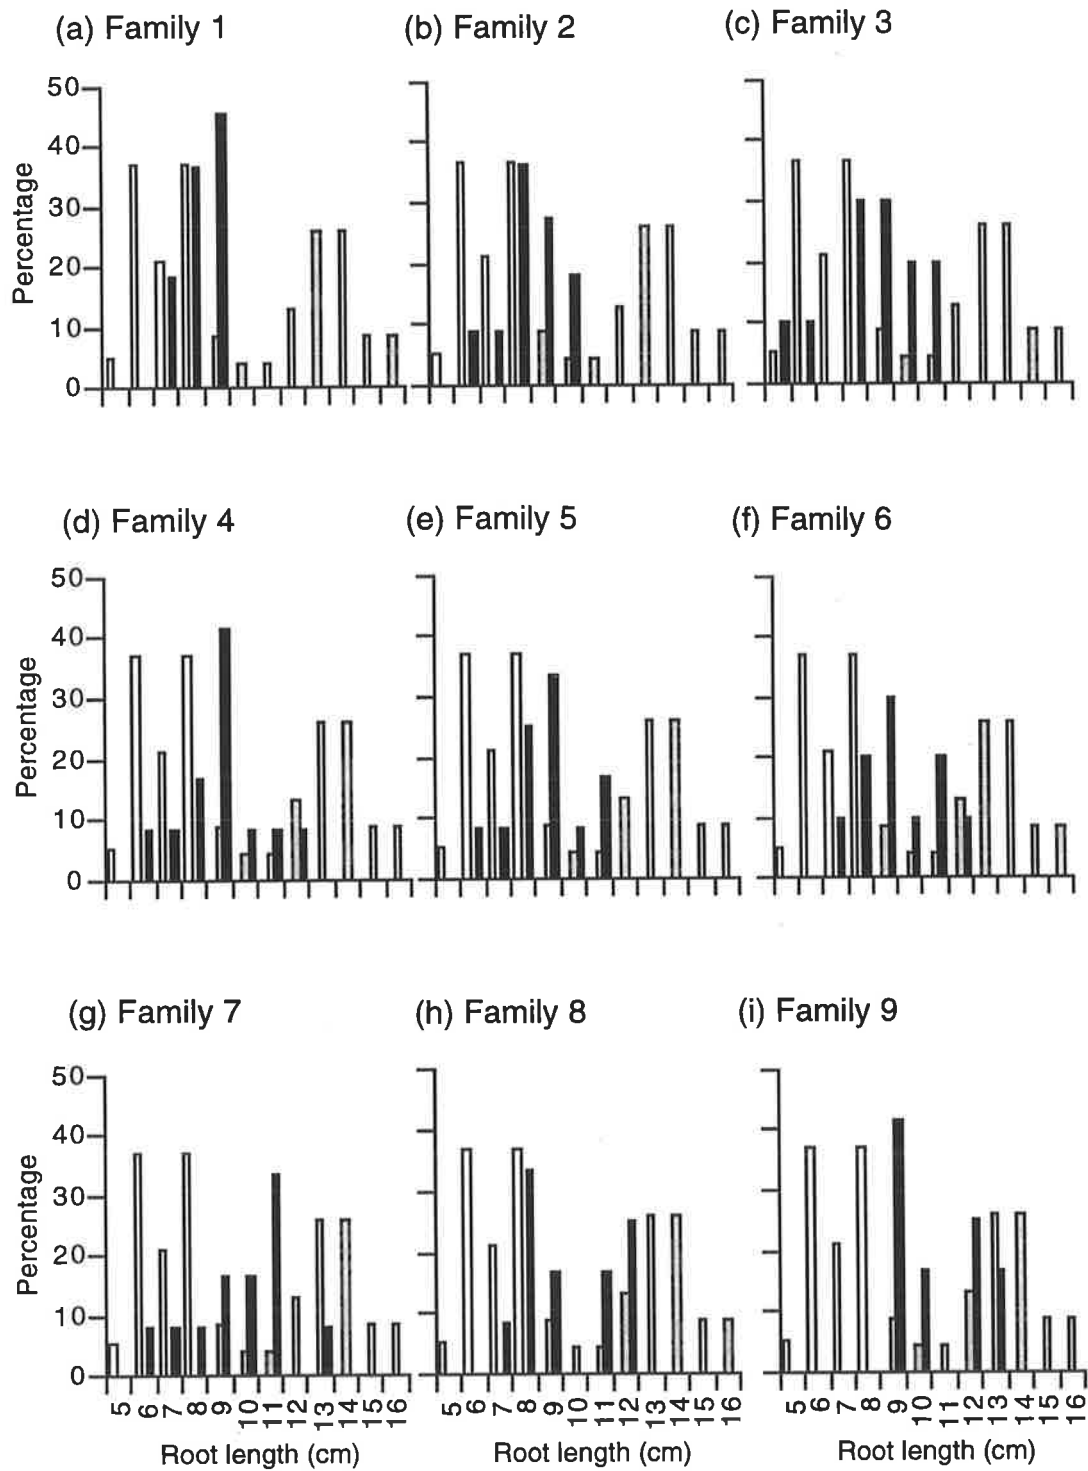 (a) Family 1 (b) Family 2 (c) Family 3
50
40
30
20
10
0
Percentage
(d) Family 4 (e) Family 5 (f) Family 6
50
40
30
20
10
0
Percentage
(g) Family 7 (h) Family 8 (i) Family 9
50
40
30
20
10
0
Percentage
5 6 7 8 9 10 11 12 13 14 15 16 5 6 7 8 9 10 11 12 13 14 15 16 5 6 7 8 9 10 11 12 13 14 15 16
Root length (cm) Root length (cm) Root length (cm)